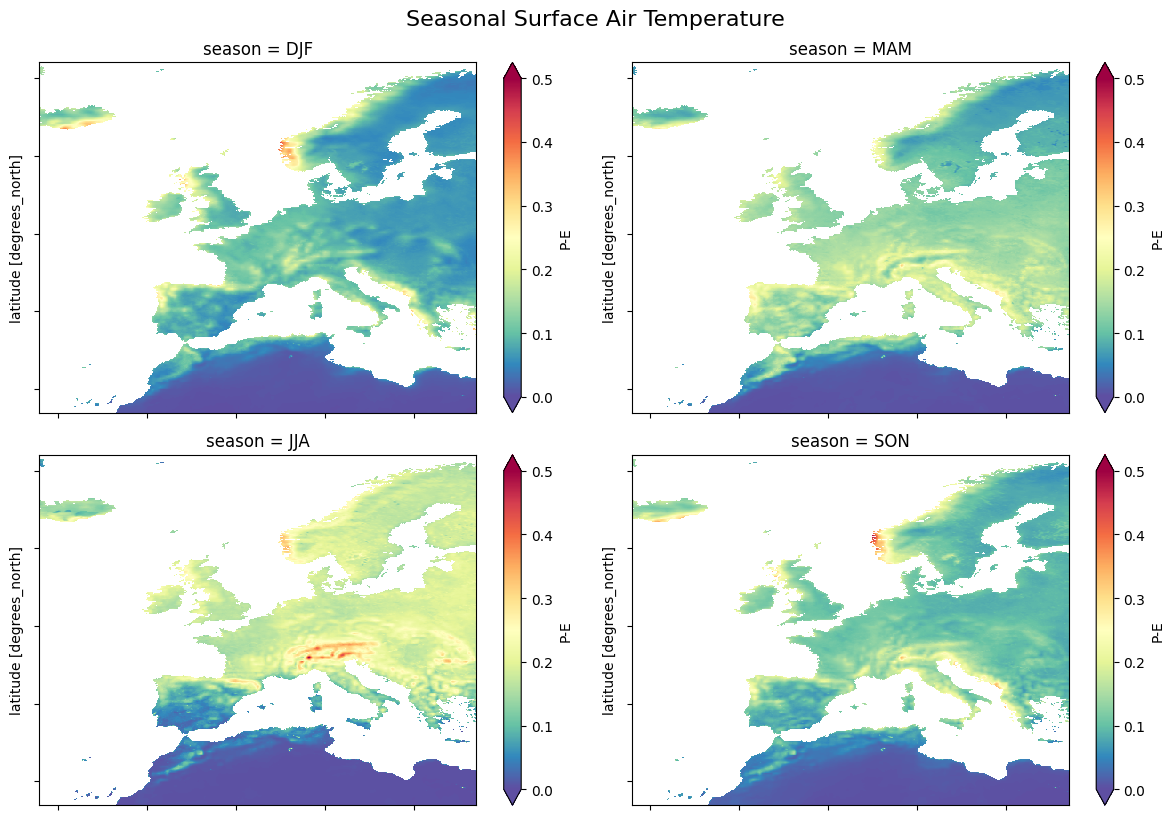 Seasonal Surface Air Temperature
season = DJF
latitude [degrees_north]
0.5
0.4
0.3
0.2
0.1
0.0
P-E
season = MAM
latitude [degrees_north]
0.5
0.4
0.3
0.2
0.1
0.0
P-E
season = JJA
latitude [degrees_north]
0.5
0.4
0.3
0.2
0.1
0.0
P-E
season = SON
latitude [degrees_north]
0.5
0.4
0.3
0.2
0.1
0.0
P-E